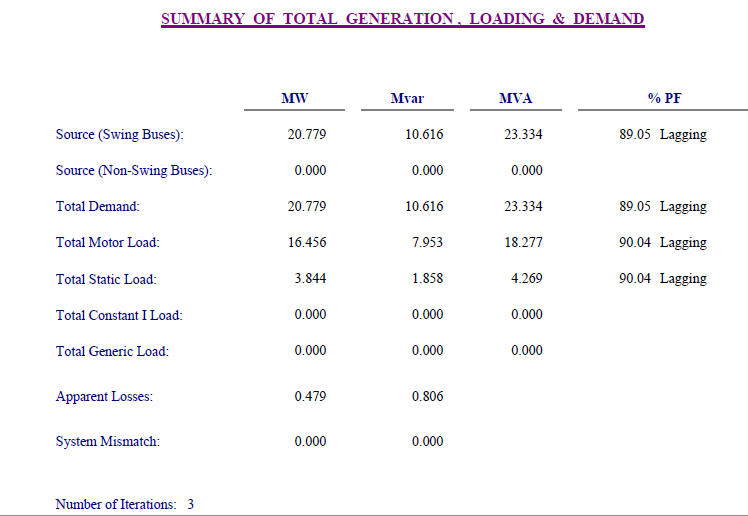 SUMMARY OF TOTAL GENERATION , LOADING & DEMAND
MW Mvar MVA % PF
Source (Swing Buses): 20.779 10.616 23.334 89.05 Lagging
Source (Non-Swing Buses): 0.000 0.000 0.000
Total Demand: 20.779 10.616 23.334 89.05 Lagging
Total Motor Load: 16.456 7.953 18.277 90.04 Lagging
Total Static Load: 3.844 1.858 4.269 90.04 Lagging
Total Constant I Load: 0.000 0.000 0.000
Total Generic Load: 0.000 0.000 0.000
Apparent Losses: 0.479 0.806
System Mismatch: 0.000 0.000
Number of Iterations: 3